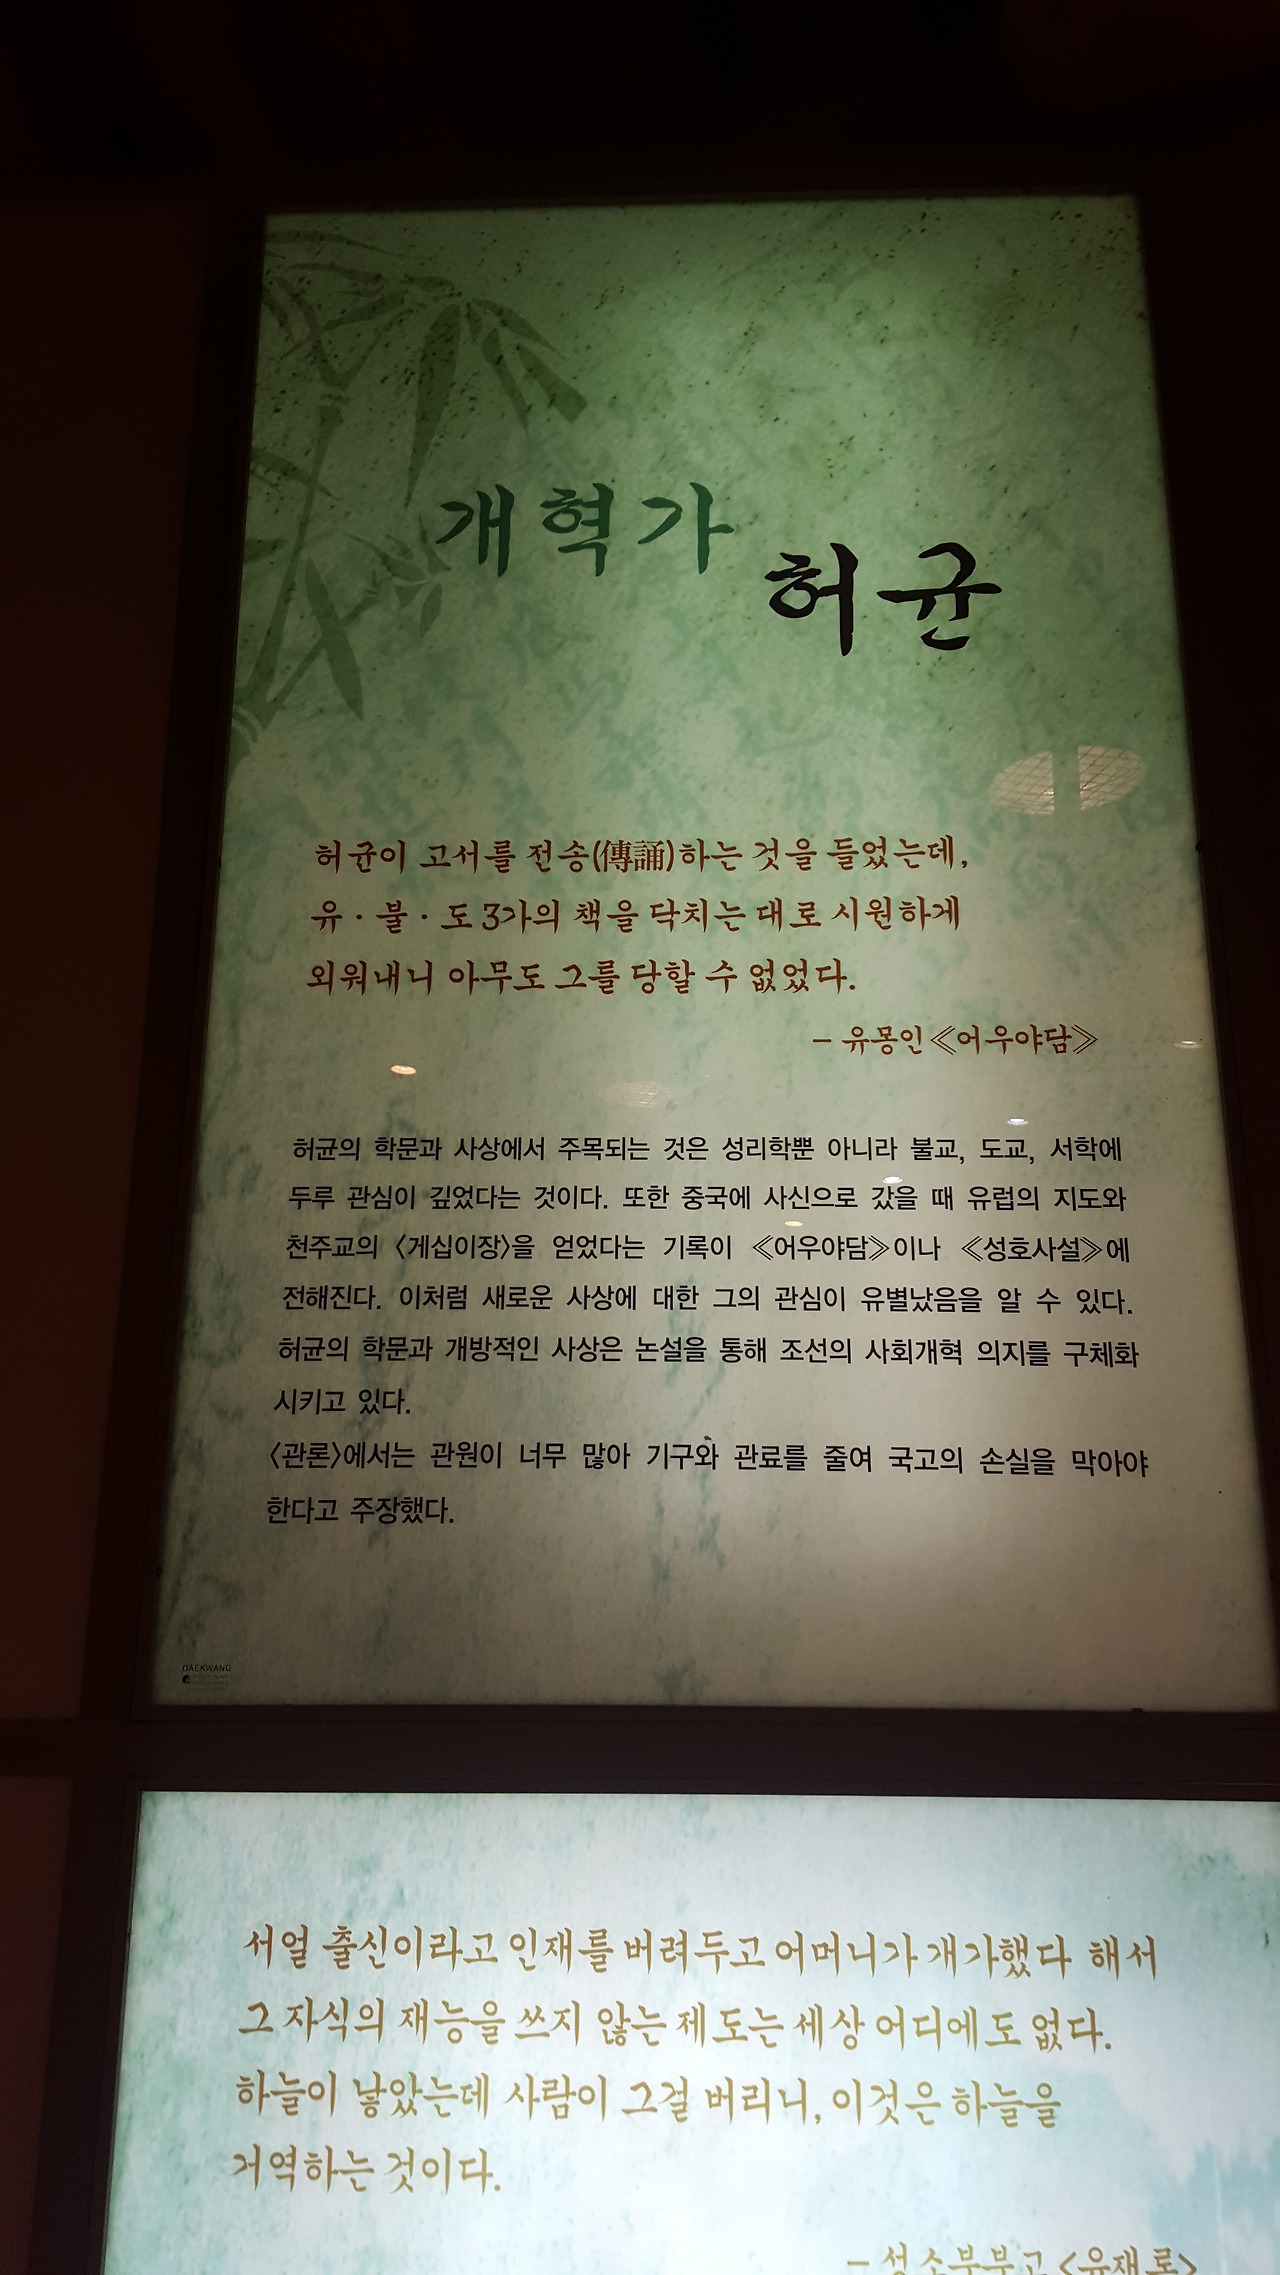 개혁가
허균
허균이 고서를 전송(傳誦)하는 것을 들었는데,
유·불·도 3가의 책을 닥치는 대로 시원하게
외워내니 아무도 그를 당할 수 없었다.
- 유몽인《어우야담》
허균의 학문과 사상에서 주목되는 것은 성리학뿐 아니라 불교, 도교, 서학에
두루 관심이 깊었다는 것이다. 또한 중국에 사신으로 갔을 때 유럽의 지도와
천주교의 〈게십이장〉을 얻었다는 기록이 《어우야담》이나 《성호사설》에
전해진다. 이처럼 새로운 사상에 대한 그의 관심이 유별났음을 알 수 있다.
허균의 학문과 개방적인 사상은 논설을 통해 조선의 사회개혁 의지를 구체화
시키고 있다.
〈관론〉에서는 관원이 너무 많아 기구와 관료를 줄여 국고의 손실을 막아야
한다고 주장했다.
DAEKWANG
서얼 출신이라고 인재를 버려두고 어머니가 개가했다 해서
그 자식의 재능을 쓰지 않는 제도는 세상 어디에도 없다.
하늘이 낳았는데 사람이 그걸 버리니, 이것은 하늘을
거역하는 것이다.
- 성소부부고 <유재론>